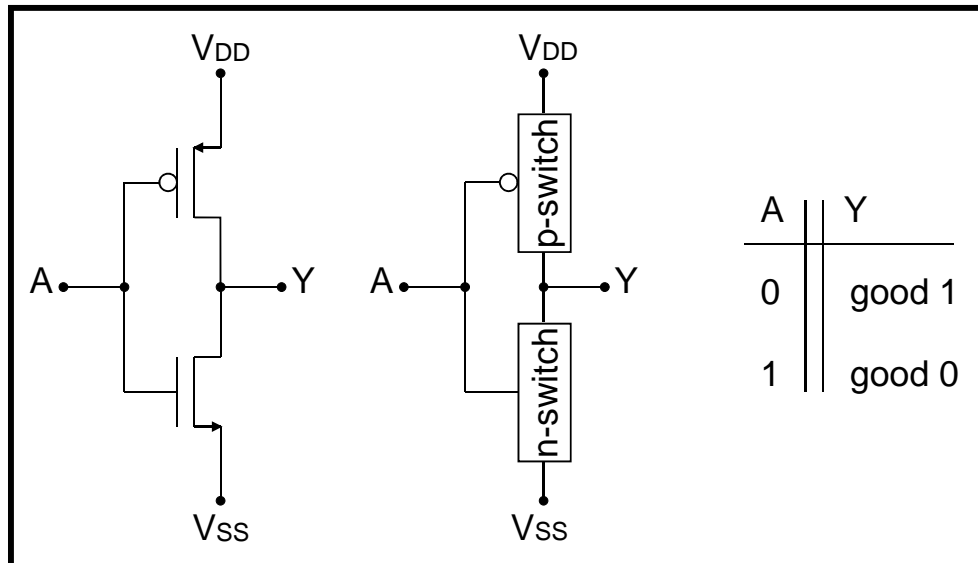 VDD
A
Y
VSS
VDD
p-switch
A
Y
n-switch
VSS
A Y
0 good 1
1 good 0